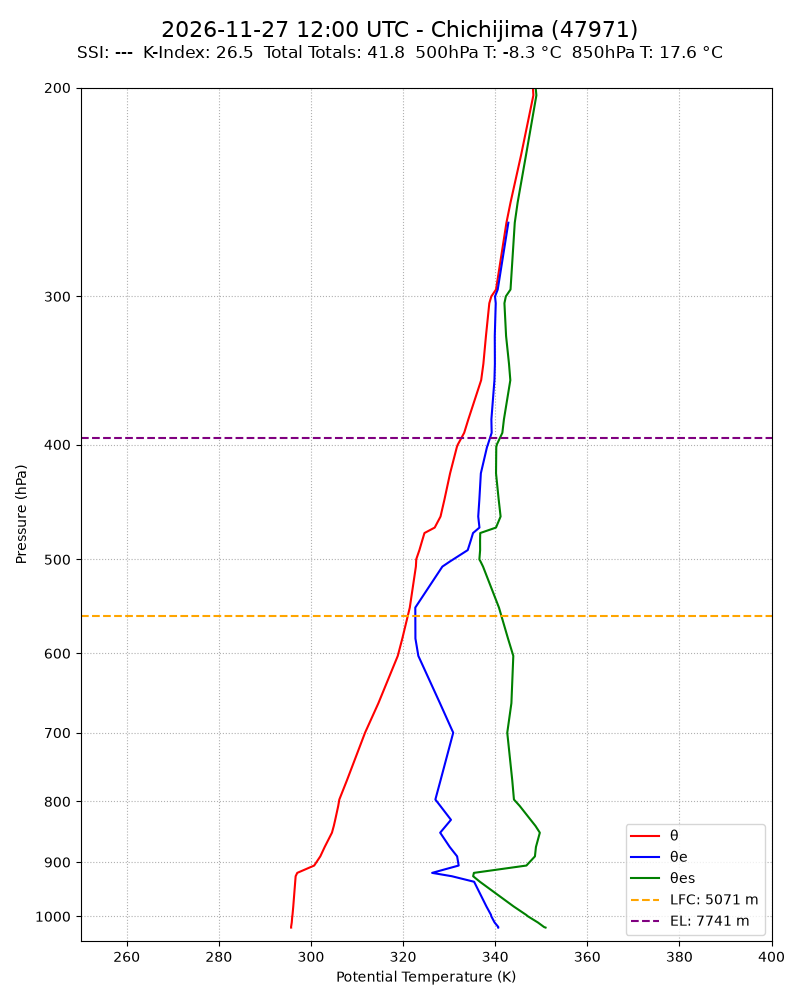 2026-11-27 12:00 UTC - Chichijima (47971)
SSI: ---  K-Index: 26.5  Total Totals: 41.8  500hPa T: -8.3 °C  850hPa T: 17.6 °C
200
300
400
500
600
700
800
900
1000
Pressure (hPa)
260
280
300
320
340
360
380
400
Potential Temperature (K)
θ
θe
θes
LFC: 5071 m
EL: 7741 m